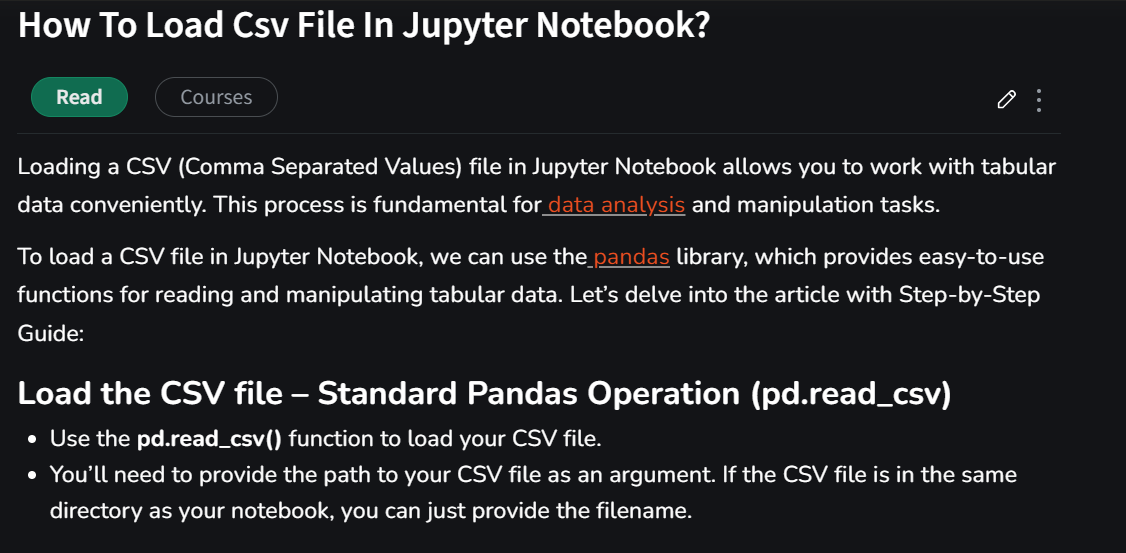 How To Load Csv File In Jupyter Notebook?
Read
Courses
Loading a CSV (Comma Separated Values) file in Jupyter Notebook allows you to work with tabular
data conveniently. This process is fundamental for data analysis and manipulation tasks.
To load a CSV file in Jupyter Notebook, we can use the pandas library, which provides easy-to-use
functions for reading and manipulating tabular data. Let’s delve into the article with Step-by-Step
Guide:
Load the CSV file – Standard Pandas Operation (pd.read_csv)
• Use the pd.read_csv() function to load your CSV file.
• You’ll need to provide the path to your CSV file as an argument. If the CSV file is in the same
directory as your notebook, you can just provide the filename.